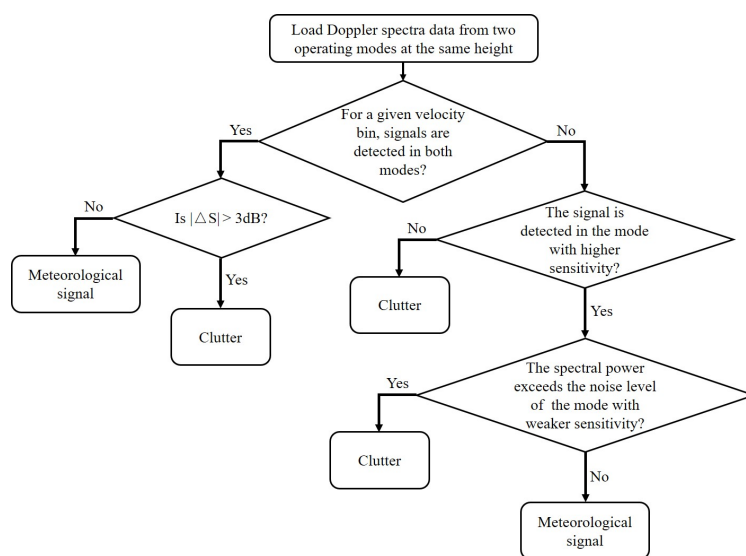 Load Doppler spectra data from two
operating modes at the same height
For a given velocity
bin, signals are
detected in both
modes?
Yes
No
Is |△S| > 3dB?
No
Yes
Meteorological
signal
Clutter
The signal is
detected in the mode
with higher
sensitivity?
No
Yes
Clutter
The spectral power
exceeds the noise level
of the mode with
weaker sensitivity?
Yes
No
Clutter
Meteorological
signal